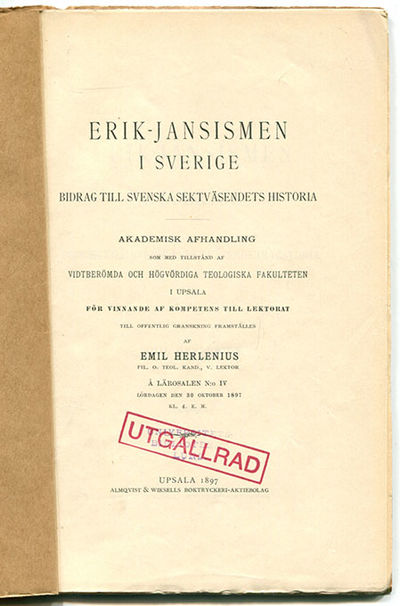 ERIK-JANSISMEN
I SVERIGE
BIDRAG TILL SVENSKA SEKTVÄSENDETS HISTORIA
AKADEMISK AFHANDLING
SOM MED TILLSTÅND AF
VIDTBERÖMDA OCH HÖGVÖRDIGA TEOLOGISKA FAKULTETEN
I UPSALA
FÖR VINNANDE AF KOMPETENS TILL LEKTORAT
TILL OFFENTLIG GRANSKNING FRAMSTÄLLES
AF
EMIL HERLENIUS
FIL. O. TEOL. KAND., V. LEKTOR
Å LÄROSALEN N:o IV
LÖRDAGEN DEN 30 OKTOBER 1897
KL. 4. E. M.
UTGALLRAD
UPSALA 1897
ALMQVIST & WIKSELLS BOKTRYCKERI-AKTIEBOLAG